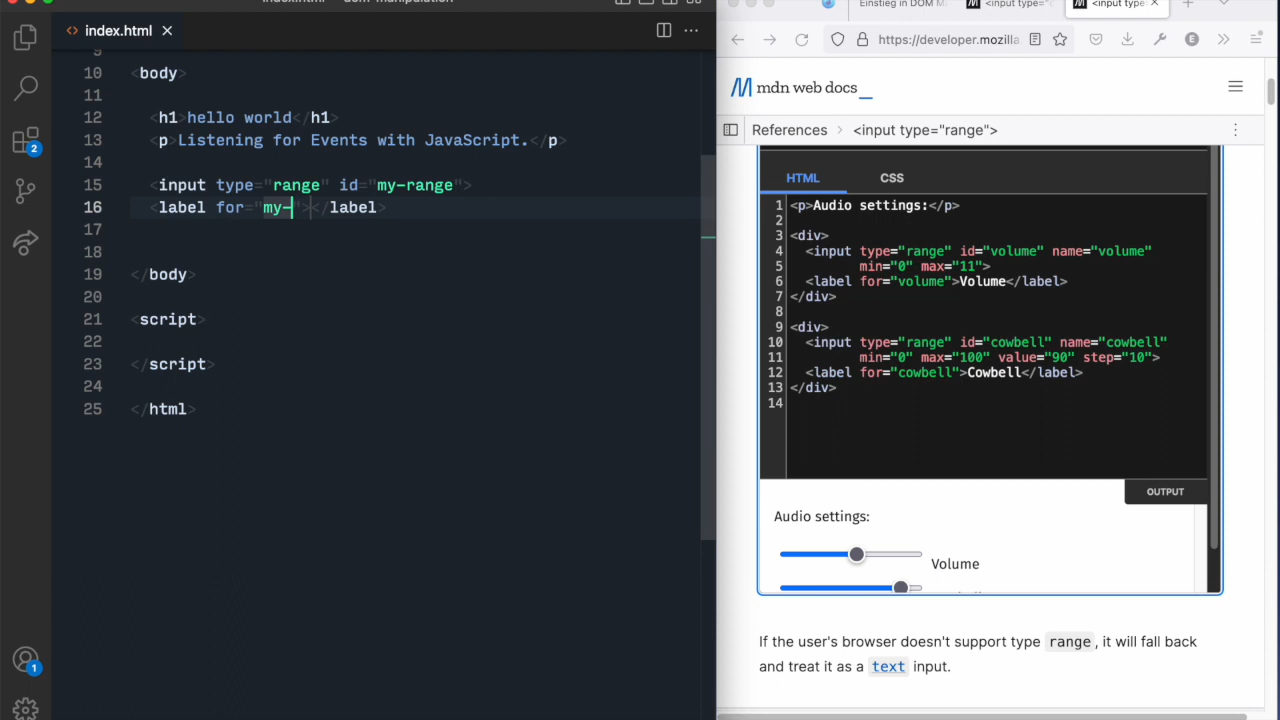 index.html — dom-manipulation
index.html
9
10 <body>
11
12 <h1>hello world</h1>
13 <p>Listening for Events with JavaScript.</p>
14
15 <input type="range" id="my-range">
16 <label for="my-"></label>
17
18
19 </body>
20
21 <script>
22
23 </script>
24
25 </html>
2
1
Einstieg in DOM M
<input type="r
<input type:
https://developer.mozilla
E
mdn web docs_
References > <input type="range">
HTML CSS
1 <p>Audio settings:</p>
2
3 <div>
4 <input type="range" id="volume" name="volume"
5 min="0" max="11">
6 <label for="volume">Volume</label>
7 </div>
8
9 <div>
10 <input type="range" id="cowbell" name="cowbell"
11 min="0" max="100" value="90" step="10">
12 <label for="cowbell">Cowbell</label>
13 </div>
14
OUTPUT
Audio settings:
Volume
If the user's browser doesn't support type range, it will fall back
and treat it as a text input.